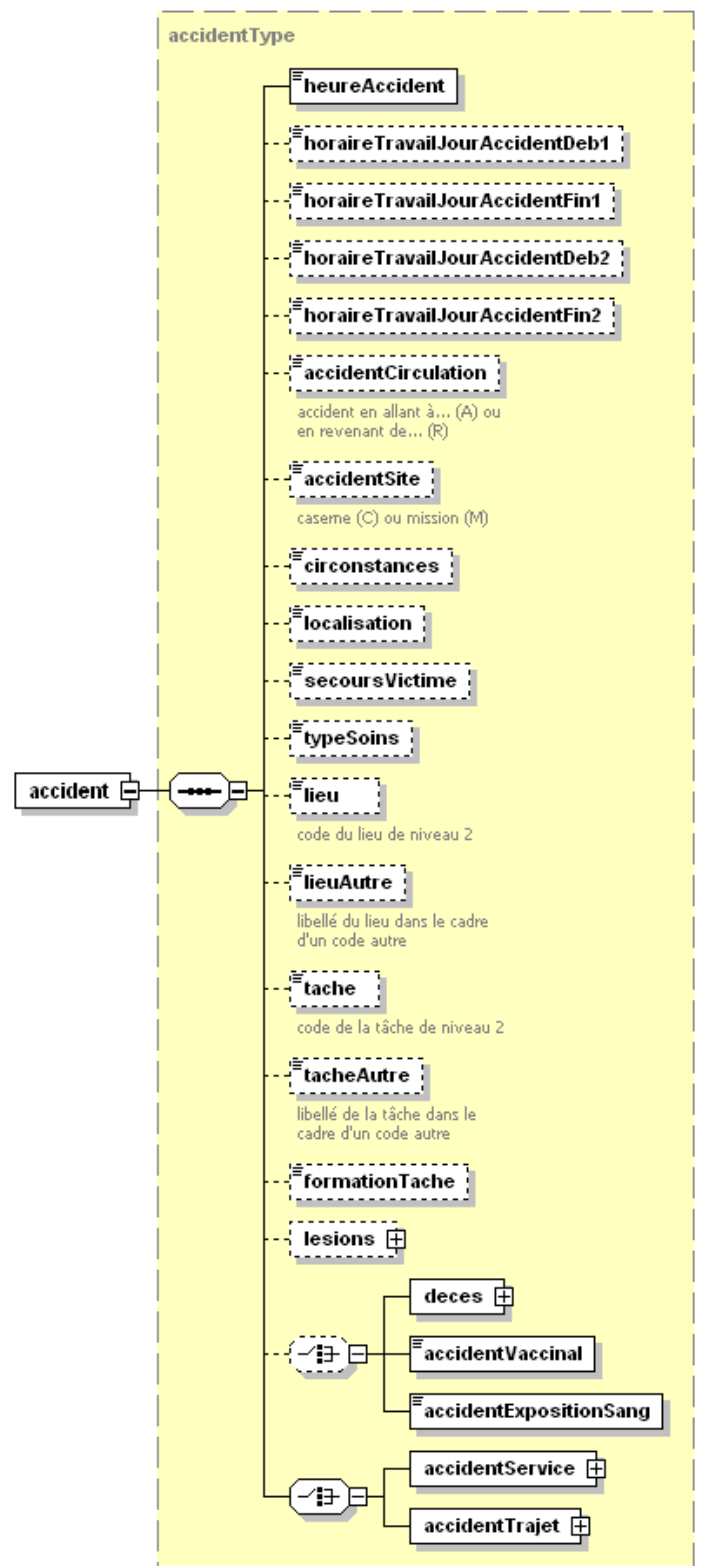 accidentType
heureAccident
horaireTravailJourAccidentDeb1
horaireTravailJourAccidentFin1
horaireTravailJourAccidentDeb2
horaireTravailJourAccidentFin2
accidentCirculation
accident en allant à... (A) ou
en revenant de... (R)
accidentSite
caserne (C) ou mission (M)
circonstances
localisation
secoursVictime
typeSoins
accident
lieu
code du lieu de niveau 2
lieuAutre
libellé du lieu dans le cadre
d'un code autre
tache
code de la tâche de niveau 2
tacheAutre
libellé de la tâche dans le
cadre d'un code autre
formationTache
lesions
deces
accidentVaccinal
accidentExpositionSang
accidentService
accidentTrajet